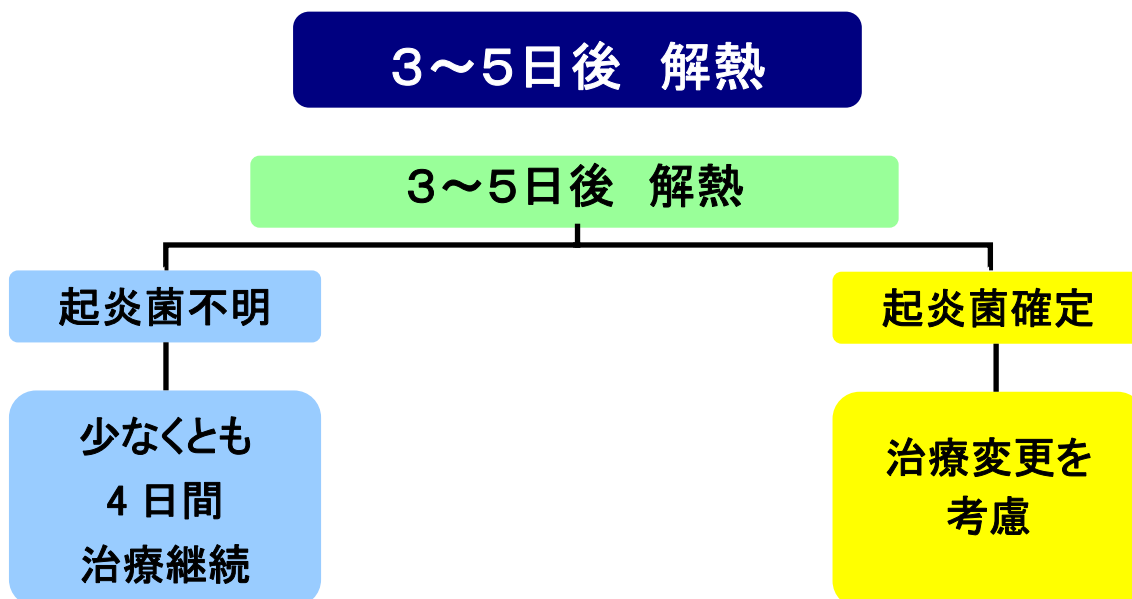 ３～５日後　解熱
３～５日後　解熱
起炎菌不明
起炎菌確定
少なくとも
4 日間
治療継続
治療変更を
考慮